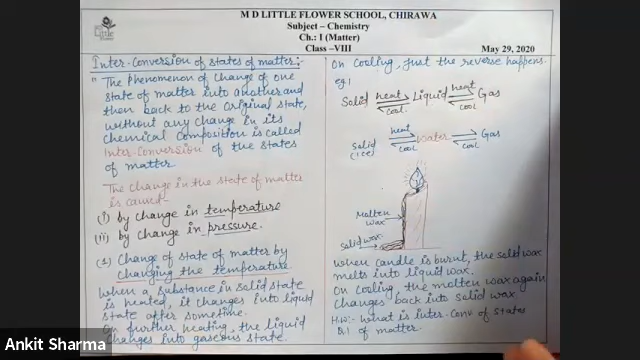 M D LITTLE FLOWER SCHOOL, CHIRAWA
Subject – Chemistry
Ch.: I (Matter)
Class –VIII
May 29, 2020
Inter-Conversion of states of matter:-
" The Phenomenon of change of one
state of matter into another and
then back to the original state,
without any change in its
chemical composition is called
Inter-Conversion of the states
of matter.
The change in the state of matter
is caused-
(i) by change in temperature
(ii) by change in pressure.
(1) Change of state of matter by
changing the temperature
When a substance in solid state
is heated, it changes into liquid
state after sometime.
On further heating, the liquid
changes into gaseous state.
On cooling, just the reverse happens.
eg!
Solid heat cool Liquid heat cool Gas
Solid (ice) heat cool water cool Gas
Molten
wax
solid wax
When candle is burnt, the solid wax
melts into liquid wax.
On cooling, the molten wax again
changes back into solid wax
H.W:- What is inter-conv of states
Q.1 of matter.
Ankit Sharma